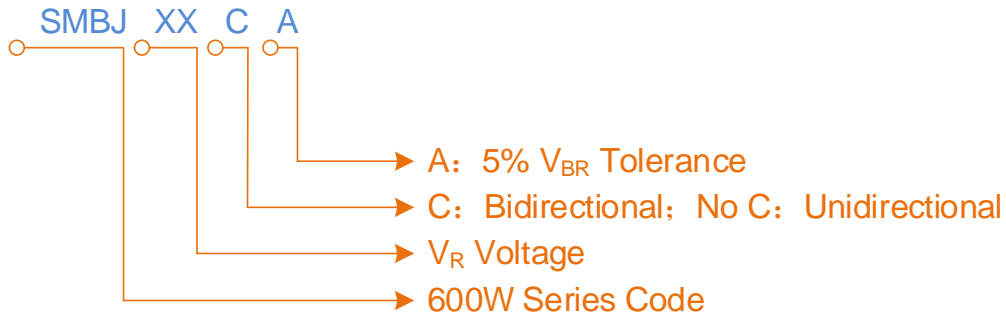 SMBJ XX C A
A：5% VBR Tolerance
C：Bidirectional；No C：Unidirectional
VR Voltage
600W Series Code